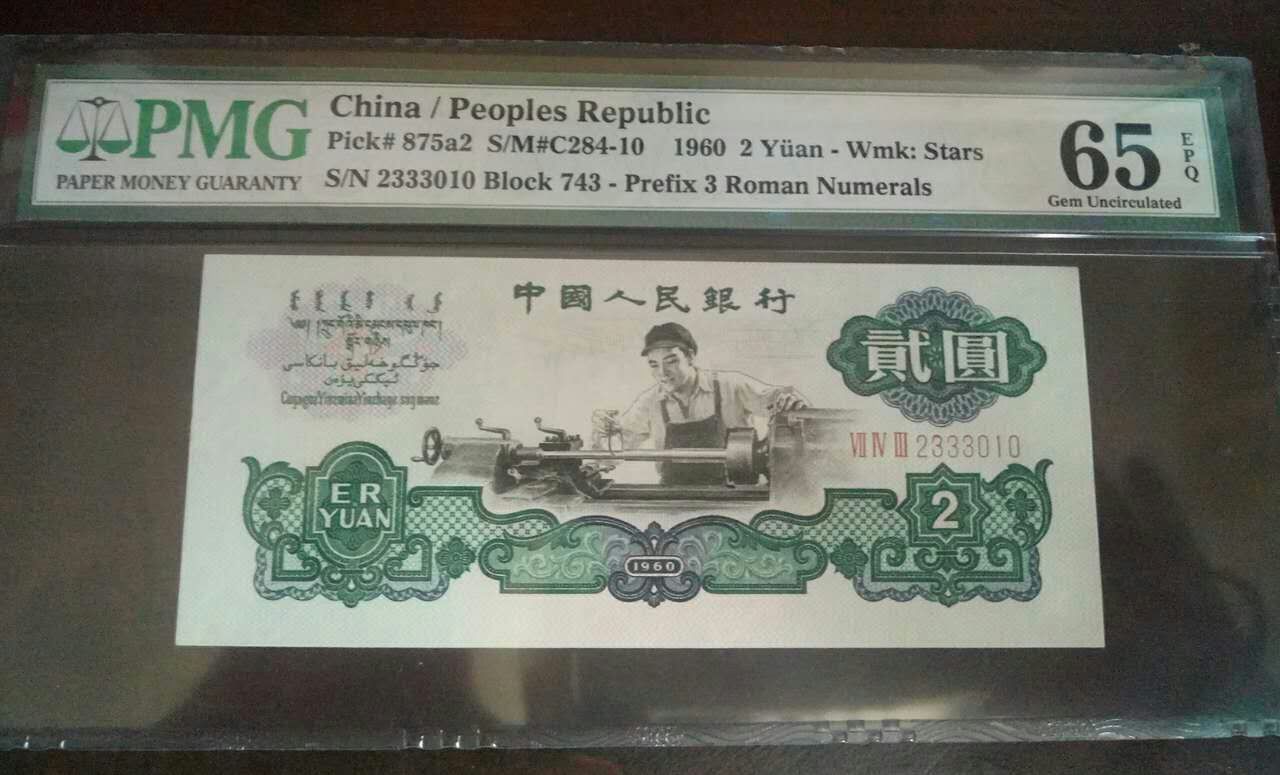 PMG
PAPER MONEY GUARANTY
China / Peoples Republic
Pick# 875a2 S/M#C284-10 1960 2 Yüan - Wmk: Stars
S/N 2333010 Block 743 - Prefix 3 Roman Numerals
65
EPQ
Gem Uncirculated
中國人民銀行
貳圓
VII IV III 2333010
ER
YUAN
2
1960